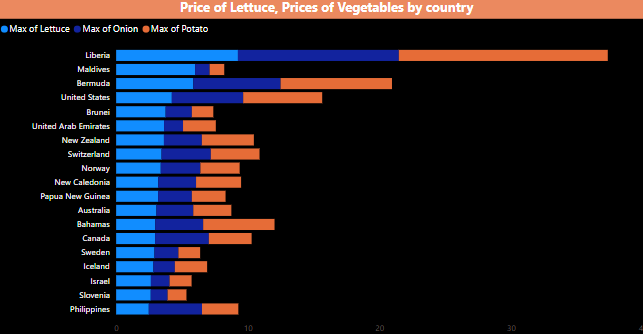 Price of Lettuce, Prices of Vegetables by country
Max of Lettuce Max of Onion Max of Potato
Liberia
Maldives
Bermuda
United States
Brunei
United Arab Emirates
New Zealand
Switzerland
Norway
New Caledonia
Papua New Guinea
Australia
Bahamas
Canada
Sweden
Iceland
Israel
Slovenia
Philippines
0 10 20 30